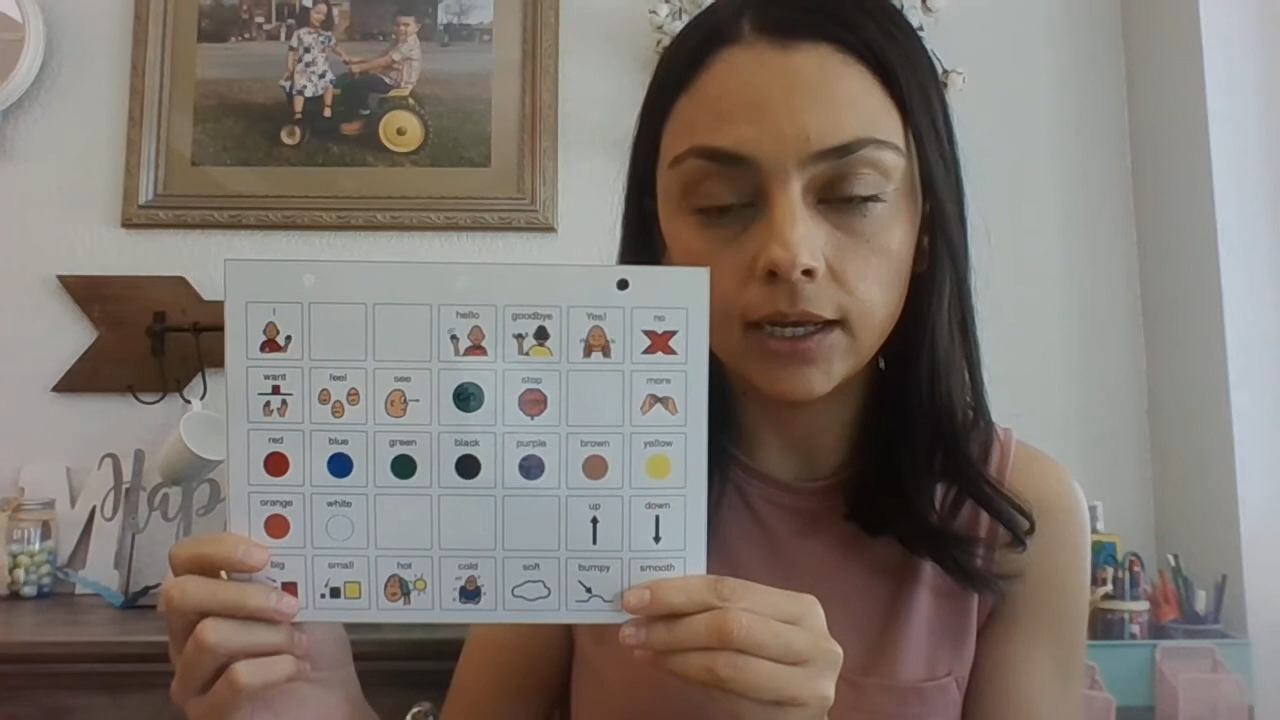 I hello goodbye Yes! no
want feel see Go stop more
red blue green black purple brown yellow
orange white up down
big small hot cold soft bumpy smooth